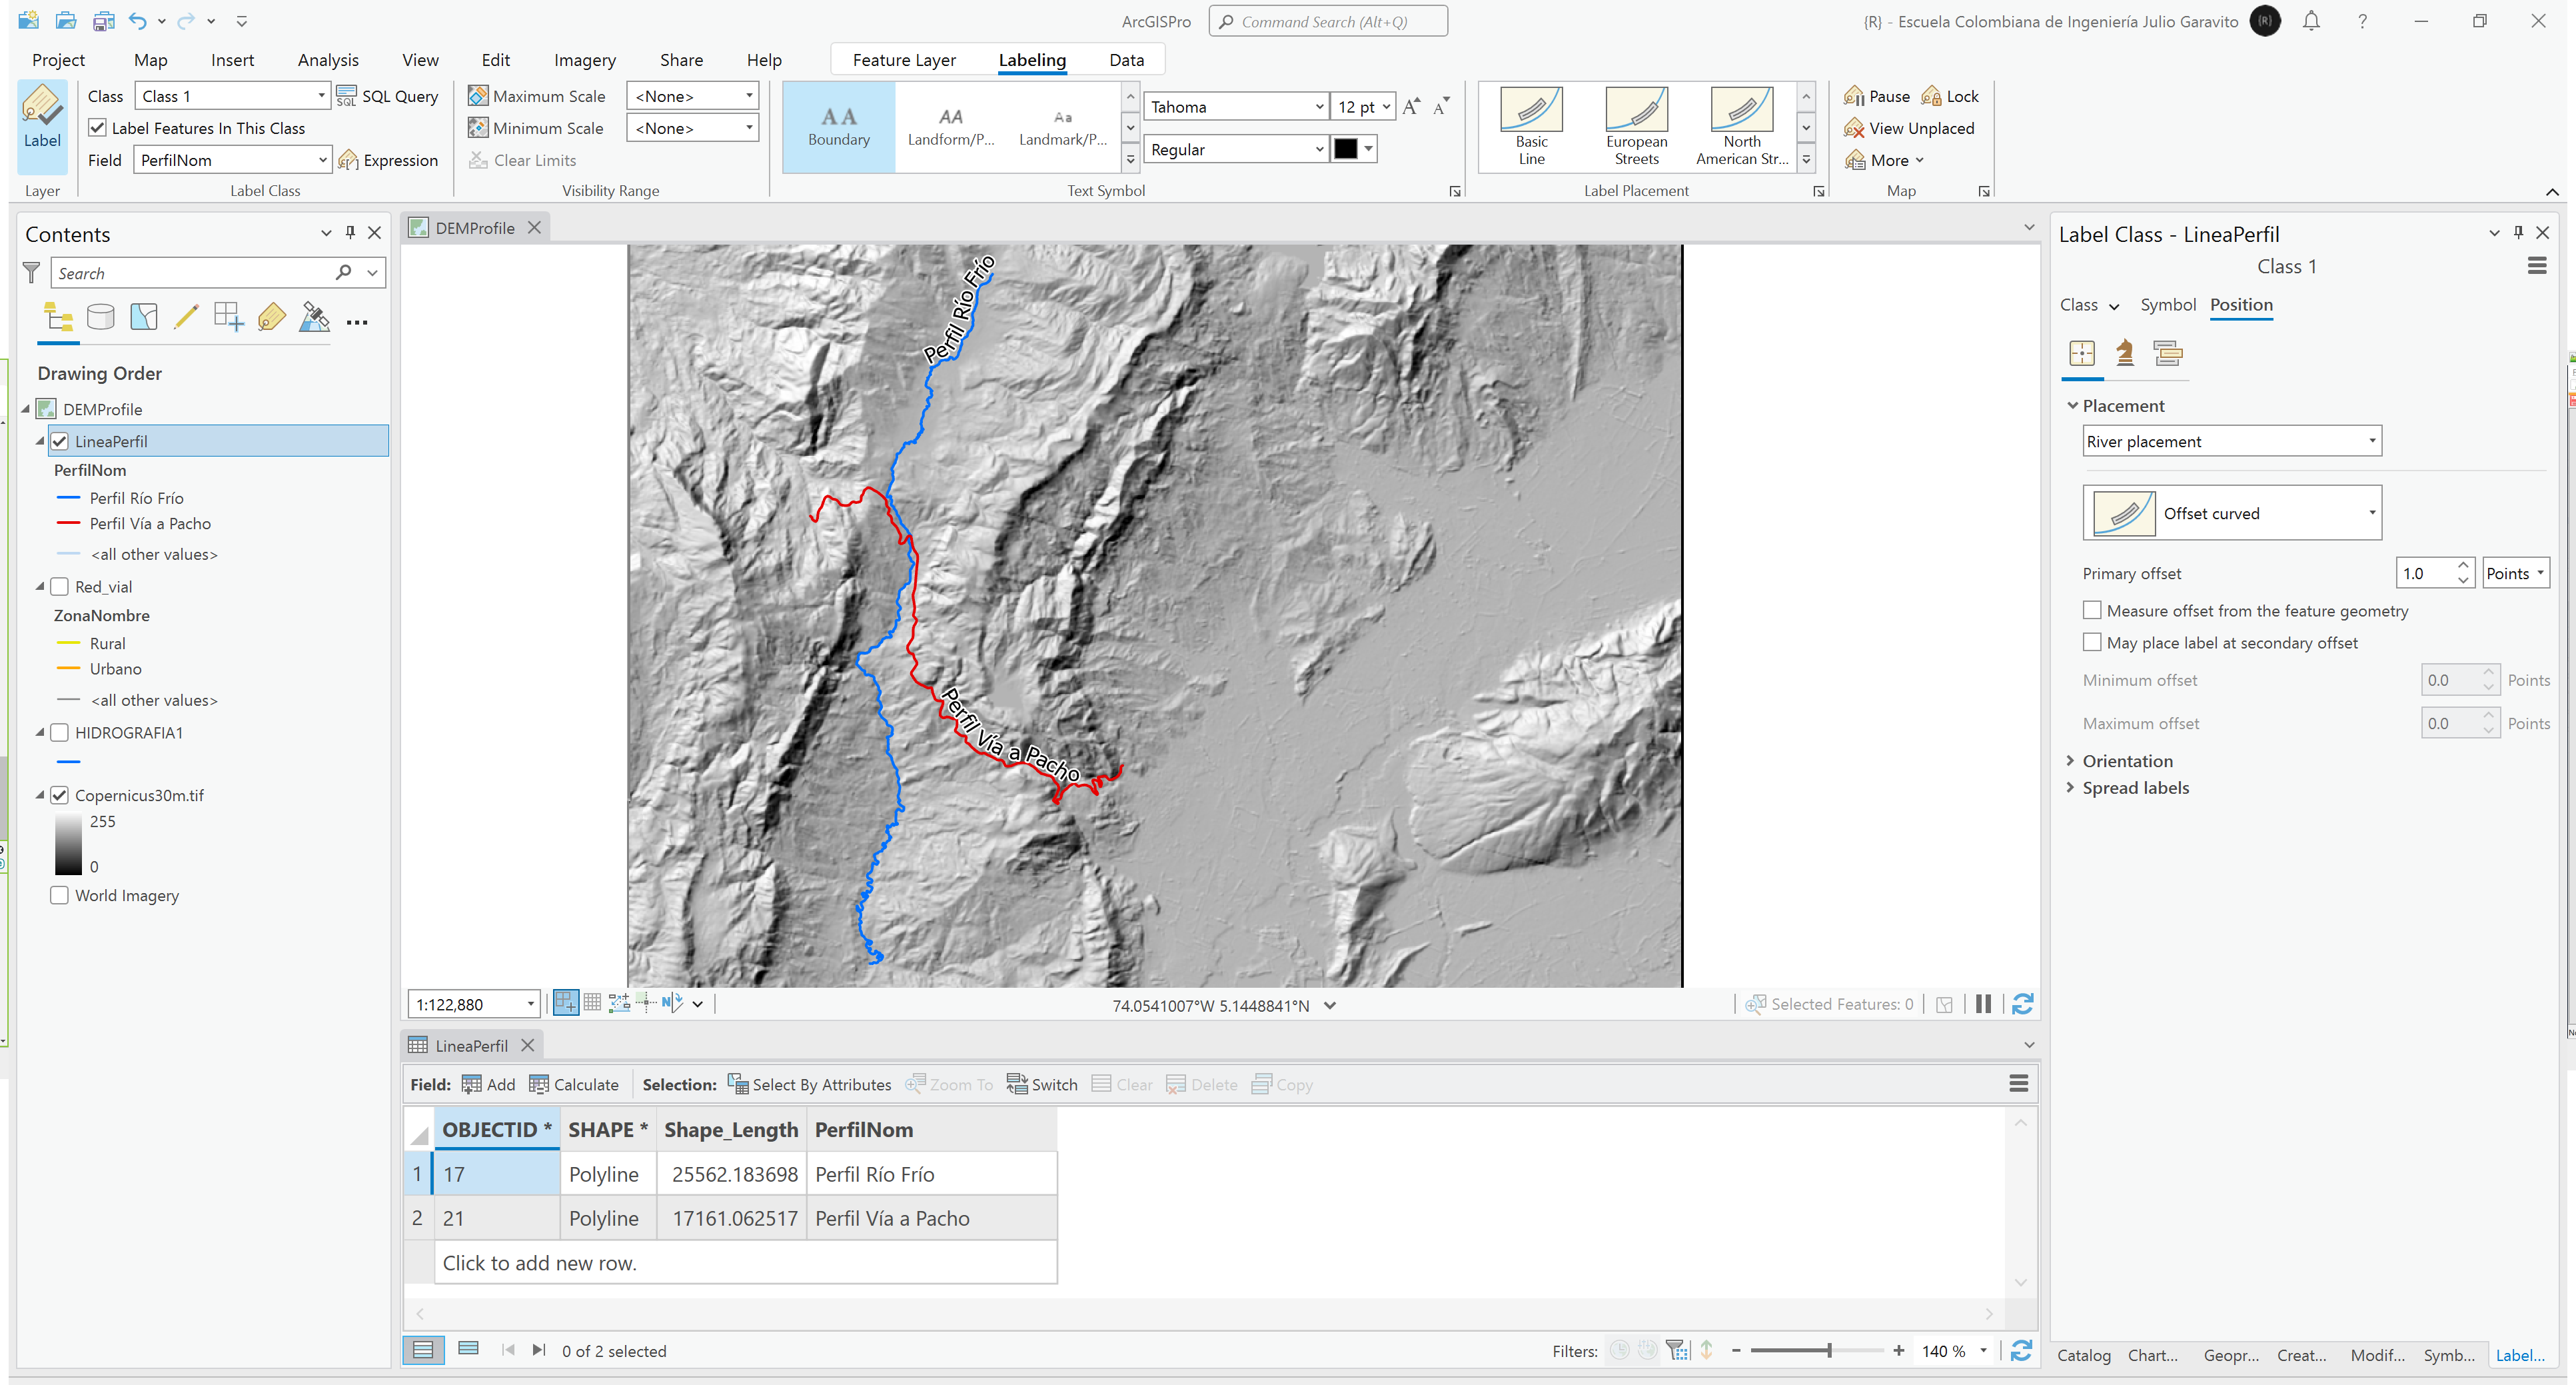 ArcGISPro
Command Search (Alt+Q)
{R} - Escuela Colombiana de Ingeniería Julio Garavito
{R}
?
Project Map Insert Analysis View Edit Imagery Share Help Feature Layer Labeling Data
Label
Layer
Class Class 1 SQL SQL Query
Label Features In This Class
Field PerfilNom Expression
Label Class
Maximum Scale <None>
Minimum Scale <None>
Clear Limits
Visibility Range
AA Boundary
AA Landform/P...
Aa Landmark/P...
Tahoma 12 pt
Regular
Text Symbol
Basic Line
European Streets
North American Str...
Label Placement
Pause Lock
View Unplaced
More
Map
Contents
Search
Drawing Order
DEMProfile
LineaPerfil
PerfilNom
Perfil Río Frío
Perfil Vía a Pacho
<all other values>
Red_vial
ZonaNombre
Rural
Urbano
<all other values>
HIDROGRAFIA1
Copernicus30m.tif
255
0
World Imagery
DEMProfile
Perfil Río Frío
Perfil Vía a Pacho
1:122,880
74.0541007°W 5.1448841°N
Selected Features: 0
LineaPerfil
Field: Add Calculate Selection: Select By Attributes Zoom To Switch Clear Delete Copy
OBJECTID * SHAPE * Shape_Length PerfilNom
1 17 Polyline 25562.183698 Perfil Río Frío
2 21 Polyline 17161.062517 Perfil Vía a Pacho
Click to add new row.
0 of 2 selected
Filters:
140 %
Label Class - LineaPerfil
Class 1
Class Symbol Position
Placement
River placement
Offset curved
Primary offset 1.0 Points
Measure offset from the feature geometry
May place label at secondary offset
Minimum offset 0.0 Points
Maximum offset 0.0 Points
Orientation
Spread labels
Catalog Chart... Geopr... Creat... Modif... Symb... Label...